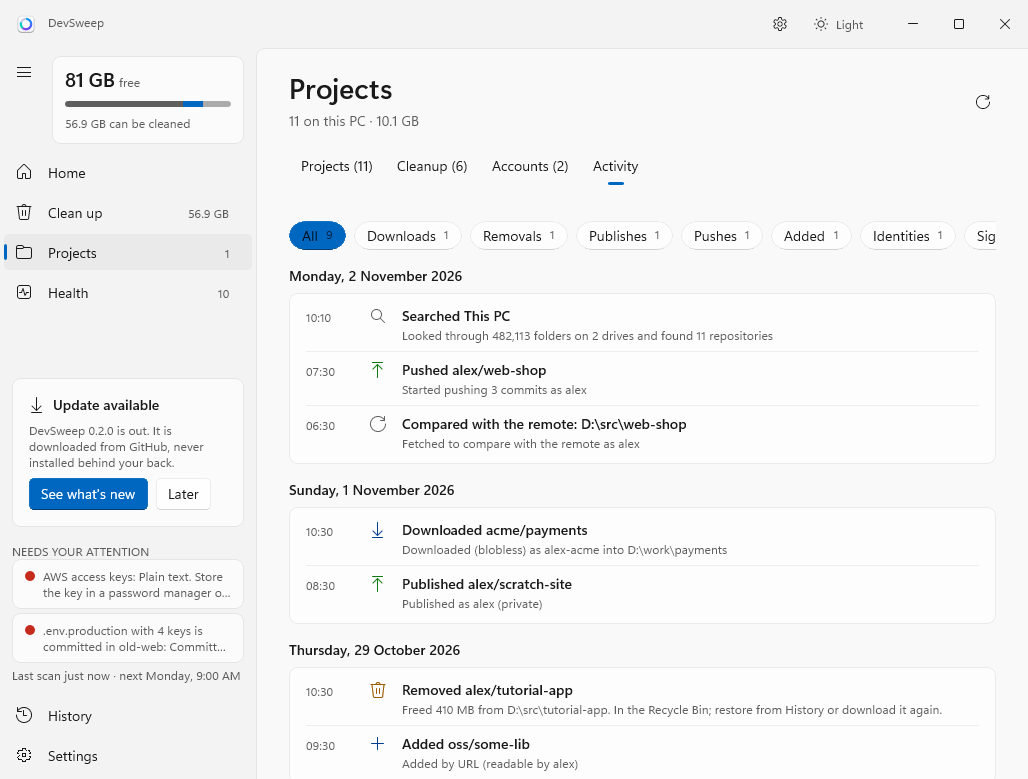 DevSweep
Light
81 GB free
56.9 GB can be cleaned
Home
Clean up 56.9 GB
Projects 1
Health 10
Update available
DevSweep 0.2.0 is out. It is
downloaded from GitHub, never
installed behind your back.
See what's new
Later
NEEDS YOUR ATTENTION
AWS access keys: Plain text. Store
the key in a password manager o...
.env.production with 4 keys is
committed in old-web: Committ...
Last scan just now · next Monday, 9:00 AM
History
Settings
Projects
11 on this PC · 10.1 GB
Projects (11) Cleanup (6) Accounts (2) Activity
All 9 Downloads 1 Removals 1 Publishes 1 Pushes 1 Added 1 Identities 1 Sig
Monday, 2 November 2026
10:10 Searched This PC
Looked through 482,113 folders on 2 drives and found 11 repositories
07:30 Pushed alex/web-shop
Started pushing 3 commits as alex
06:30 Compared with the remote: D:\src\web-shop
Fetched to compare with the remote as alex
Sunday, 1 November 2026
10:30 Downloaded acme/payments
Downloaded (blobless) as alex-acme into D:\work\payments
08:30 Published alex/scratch-site
Published as alex (private)
Thursday, 29 October 2026
10:30 Removed alex/tutorial-app
Freed 410 MB from D:\src\tutorial-app. In the Recycle Bin; restore from History or download it again.
09:30 Added oss/some-lib
Added by URL (readable by alex)